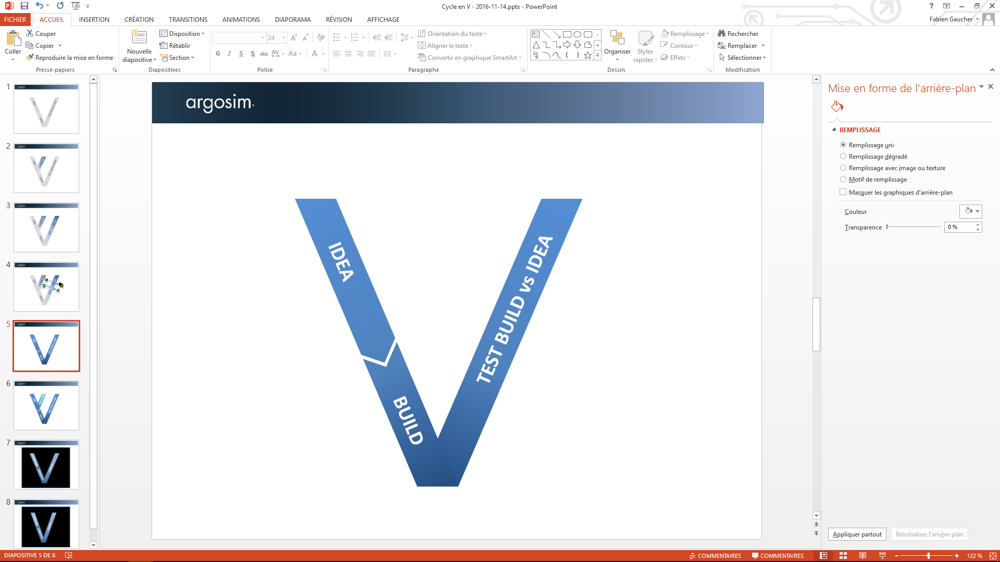 Cycle en V - 2016-11-14.pptx - PowerPoint
FICHIER
ACCUEIL
INSERTION
CRÉATION
TRANSITIONS
ANIMATIONS
DIAPORAMA
RÉVISION
AFFICHAGE
Fabien Gaucher
Coller
Couper
Copier
Reproduire la mise en forme
Presse-papiers
Nouvelle
diapositive
Disposition
Rétablir
Section
Diapositives
24
G I S S abc AV Aa A
Police
Orientation du texte
Aligner le texte
Convertir en graphique SmartArt
Paragraphe
Organiser
Styles
rapides
Remplissage
Contour
Effets
Dessin
Rechercher
Remplacer
Sélectionner
Modification
1
2
3
4
5
6
7
8
argosim
IDEA
BUILD
TEST BUILD vs IDEA
Mise en forme de l'arrière-plan
REMPLISSAGE
Remplissage uni
Remplissage dégradé
Remplissage avec image ou texture
Motif de remplissage
Masquer les graphiques d'arrière-plan
Couleur
Transparence
0 %
Appliquer partout
Réinitialiser l'arrière-plan
DIAPOSITIVE 5 DE 8
COMMENTAIRES
COMMENTAIRES
122 %